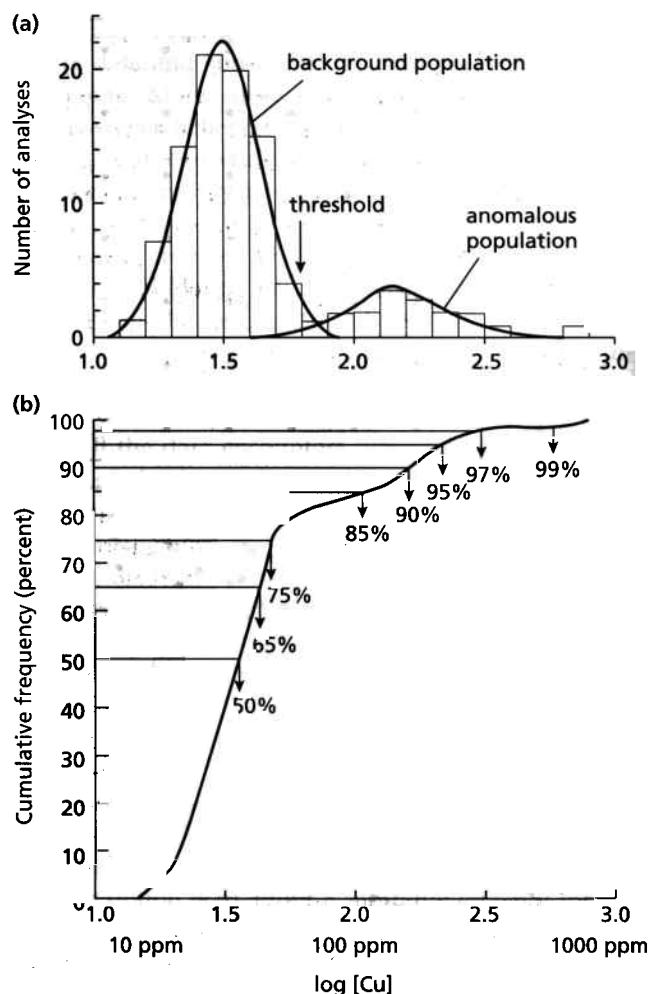 (a)
Number of analyses
20
10
0
background population
threshold
anomalous
population
1.0
1.5
2.0
2.5
3.0
(b)
Cumulative frequency (percent)
100
90
80
70
60
50
40
30
20
10
97%
99%
95%
90%
85%
75%
65%
50%
1.0
1.5
2.0
2.5
3.0
10 ppm
100 ppm
1000 ppm
log [Cu]